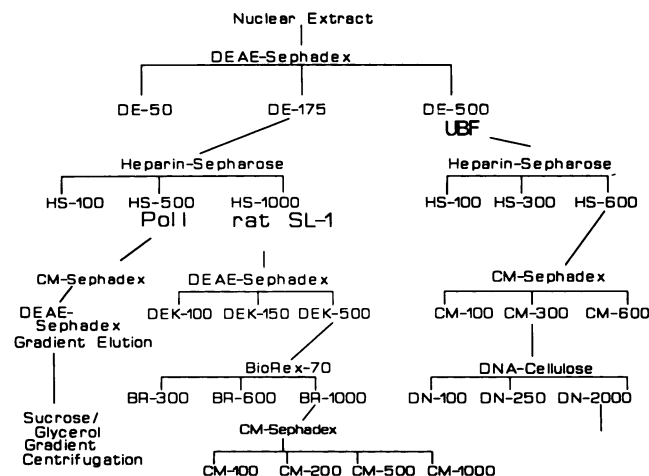 Nuclear Extract
DEAE-Sephadex
DE-50 DE-175 DE-500
UBF
Heparin-Sepharose Heparin-Sepharose
HS-100 HS-500 HS-1000 HS-100 HS-300 HS-600
Pol I rat SL-1
CM-Sephadex DEAE-Sephadex CM-Sephadex
DEAE-
Sephadex
Gradient Elution
DEK-100 DEK-150 DEK-500 CM-100 CM-300 CM-600
BioRex-70 DNA-Cellulose
BR-300 BR-600 BR-1000 DN-100 DN-250 DN-2000
Sucrose/
Glycerol
Gradient
Centrifugation
CM-Sephadex
CM-100 CM-200 CM-500 CM-1000